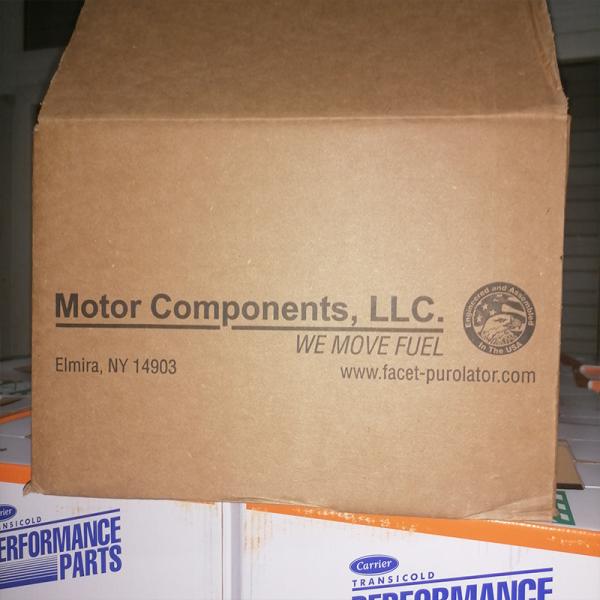 Motor Components, LLC.
WE MOVE FUEL
Elmira, NY 14903
www.facet-purolator.com
Engineered and Assembled
In The USA
Carrier
TRANSICOLD
PERFORMANCE
PARTS
Carrier
TRANSICOLD
PERFORMANCE